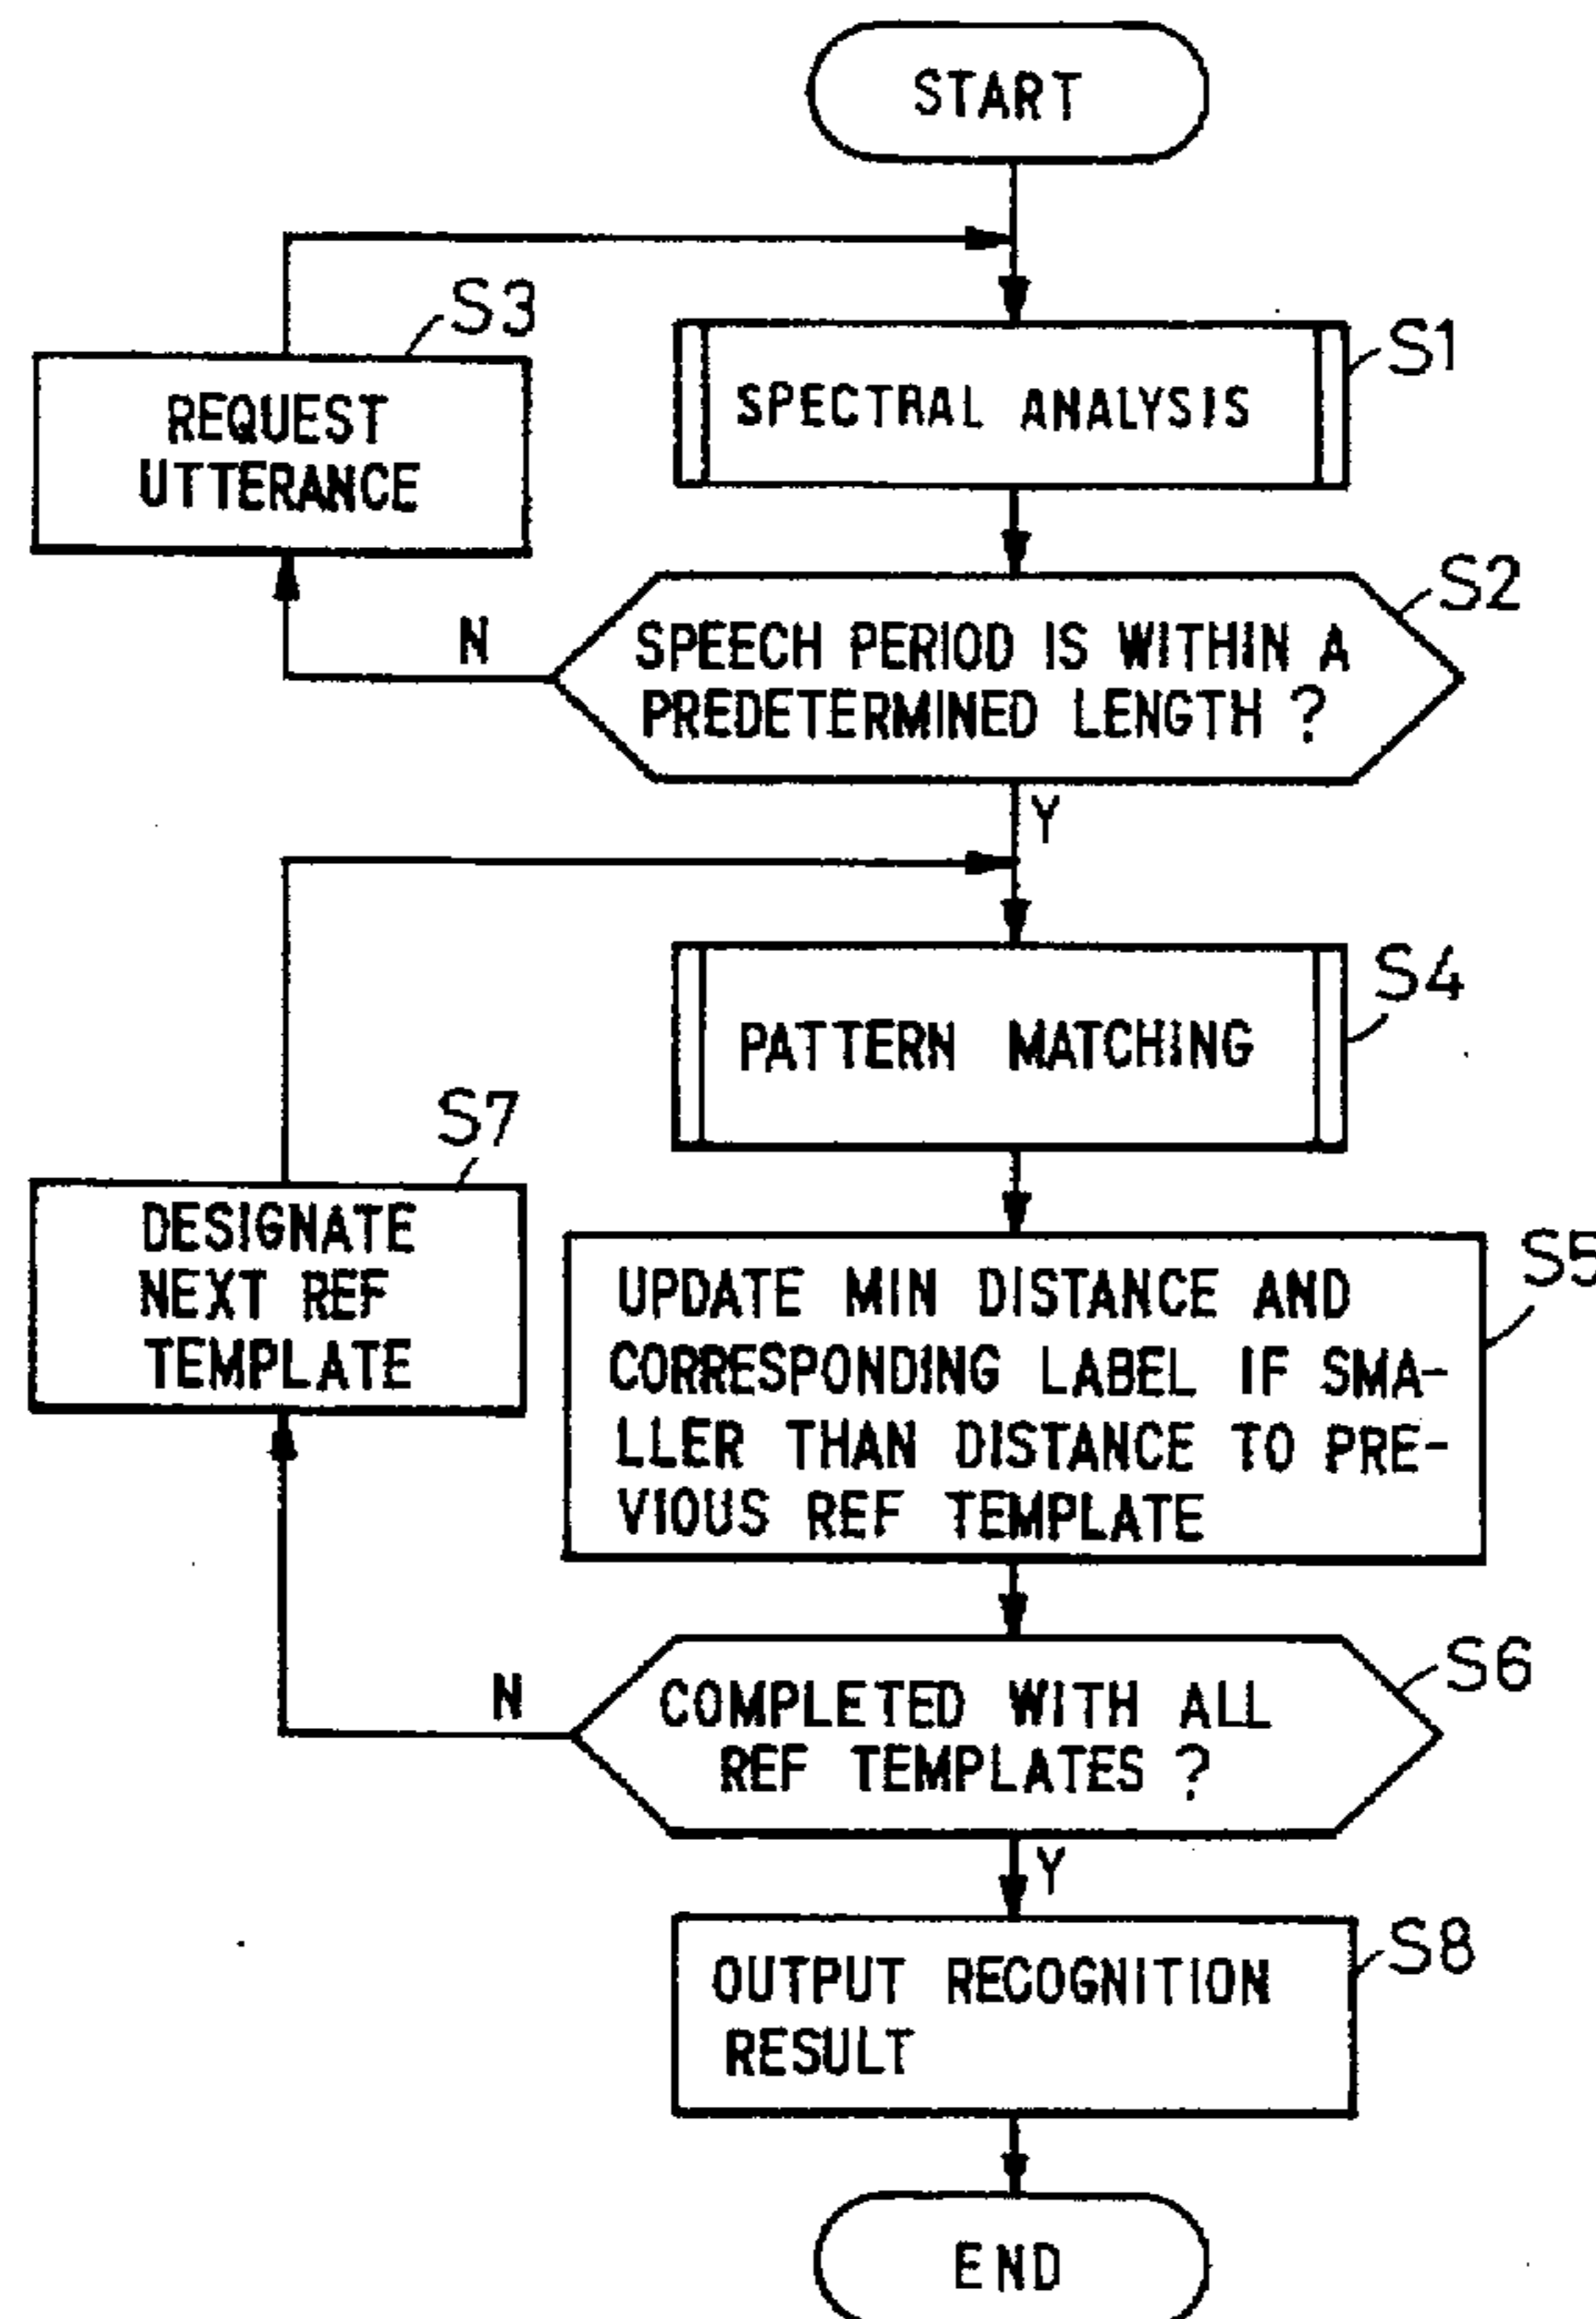 START
S3
S1
SPECTRAL ANALYSIS
REQUEST
UTTERANCE
S2
N
SPEECH PERIOD IS WITHIN A
PREDETERMINED LENGTH ?
Y
S4
PATTERN MATCHING
S7
DESIGNATE
NEXT REF
TEMPLATE
S5
UPDATE MIN DISTANCE AND
CORRESPONDING LABEL IF SMA-
LLER THAN DISTANCE TO PRE-
VIOUS REF TEMPLATE
S6
N
COMPLETED WITH ALL
REF TEMPLATES ?
Y
S8
OUTPUT RECOGNITION
RESULT
END